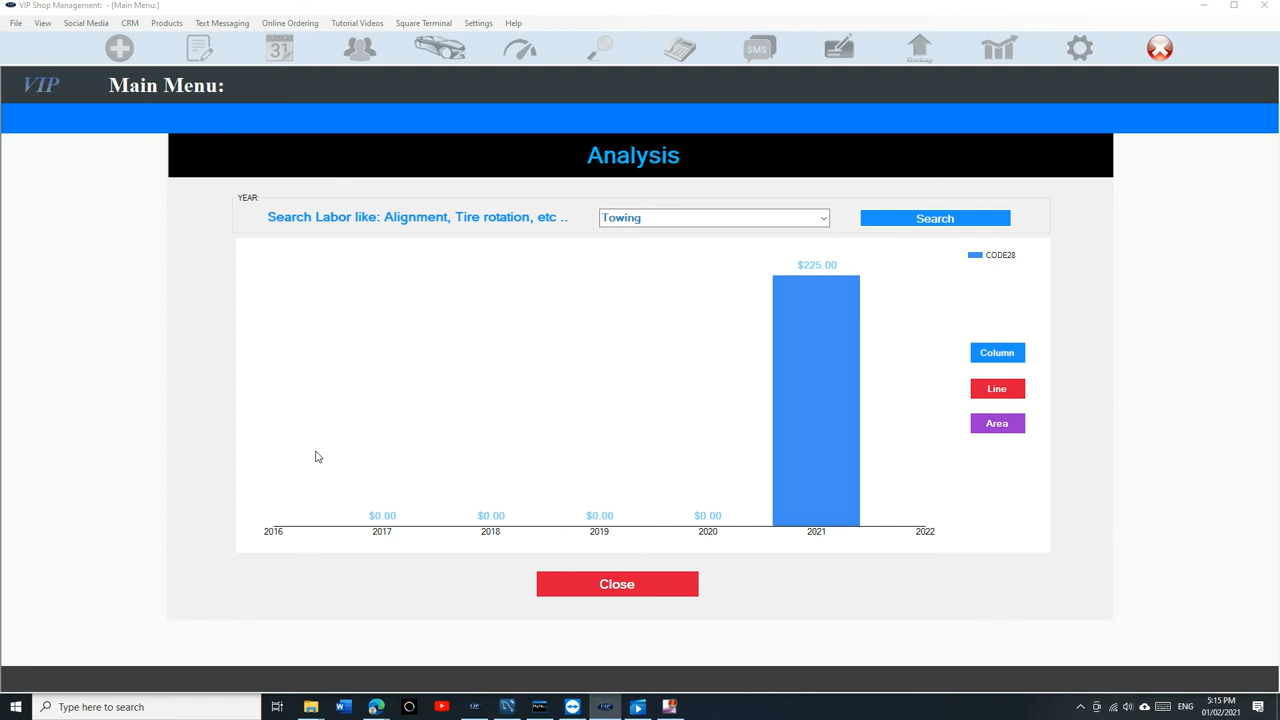 VIP Shop Management: - [Main Menu:]
File View Social Media CRM Products Text Messaging Online Ordering Tutorial Videos Square Terminal Settings Help
31 SMS Markup
VIP Main Menu:
Analysis
YEAR:
Search Labor like: Alignment, Tire rotation, etc .. Towing Search
$225.00 CODE28
Column
Line
Area
$0.00 $0.00 $0.00 $0.00
2016 2017 2018 2019 2020 2021 2022
Close
Type here to search
ENG
5:15 PM
01/02/2021